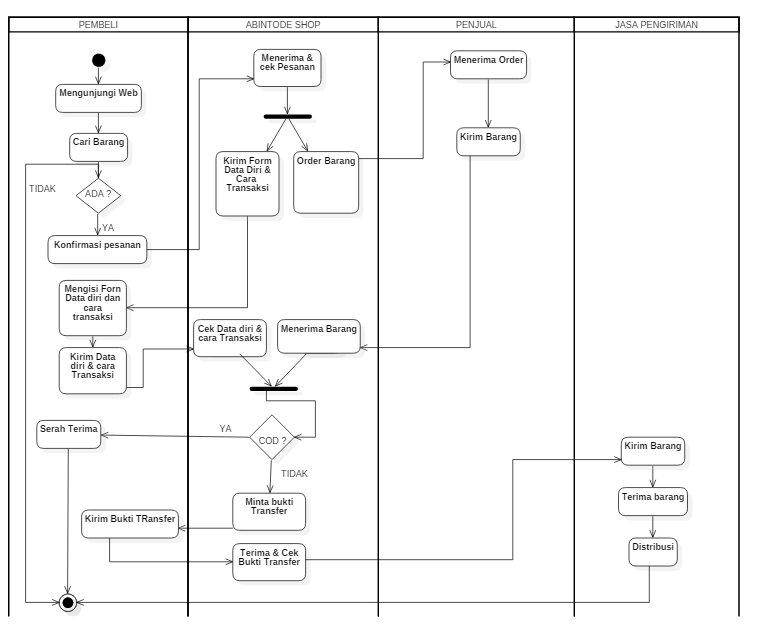 PEMBELI
ABINTODE SHOP
PENJUAL
JASA PENGIRIMAN
Mengunjungi Web
Cari Barang
TIDAK
ADA ?
YA
Konfirmasi pesanan
Mengisi Forn
Data diri dan
cara
transaksi
Kirim Data
diri & cara
Transaksi
Serah Terima
Kirim Bukti TRansfer
Menerima &
cek Pesanan
Kirim Form
Data Diri &
Cara
Transaksi
Order Barang
Cek Data diri &
cara Transaksi
Menerima Barang
YA
COD ?
TIDAK
Minta bukti
Transfer
Terima & Cek
Bukti Transfer
Menerima Order
Kirim Barang
Kirim Barang
Terima barang
Distribusi